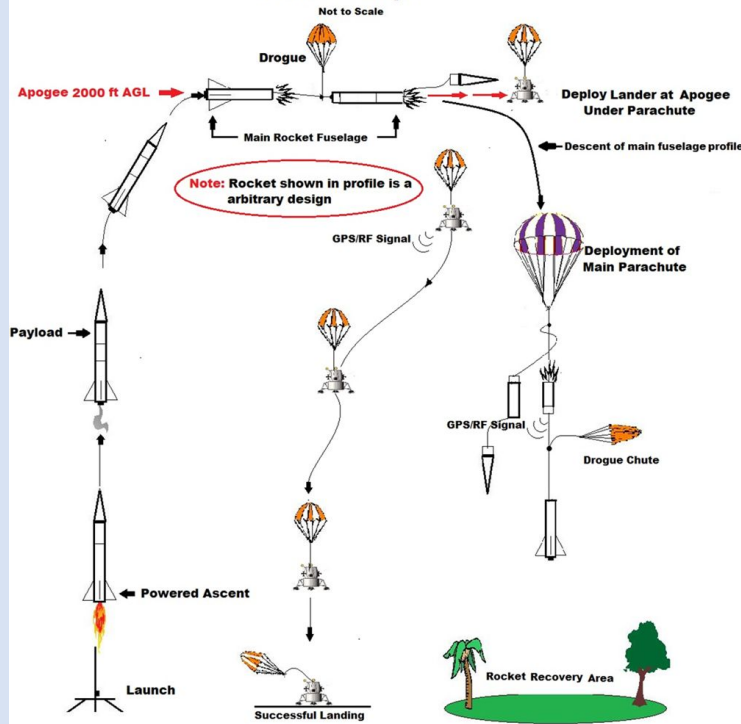 Not to Scale
Drogue
Apogee 2000 ft AGL
Deploy Lander at Apogee
Under Parachute
Main Rocket Fuselage
Descent of main fuselage profile
Note: Rocket shown in profile is a
arbitrary design
GPS/RF Signal
Deployment of
Main Parachute
Payload
GPS/RF Signal
Drogue Chute
Powered Ascent
Rocket Recovery Area
Launch
Successful Landing